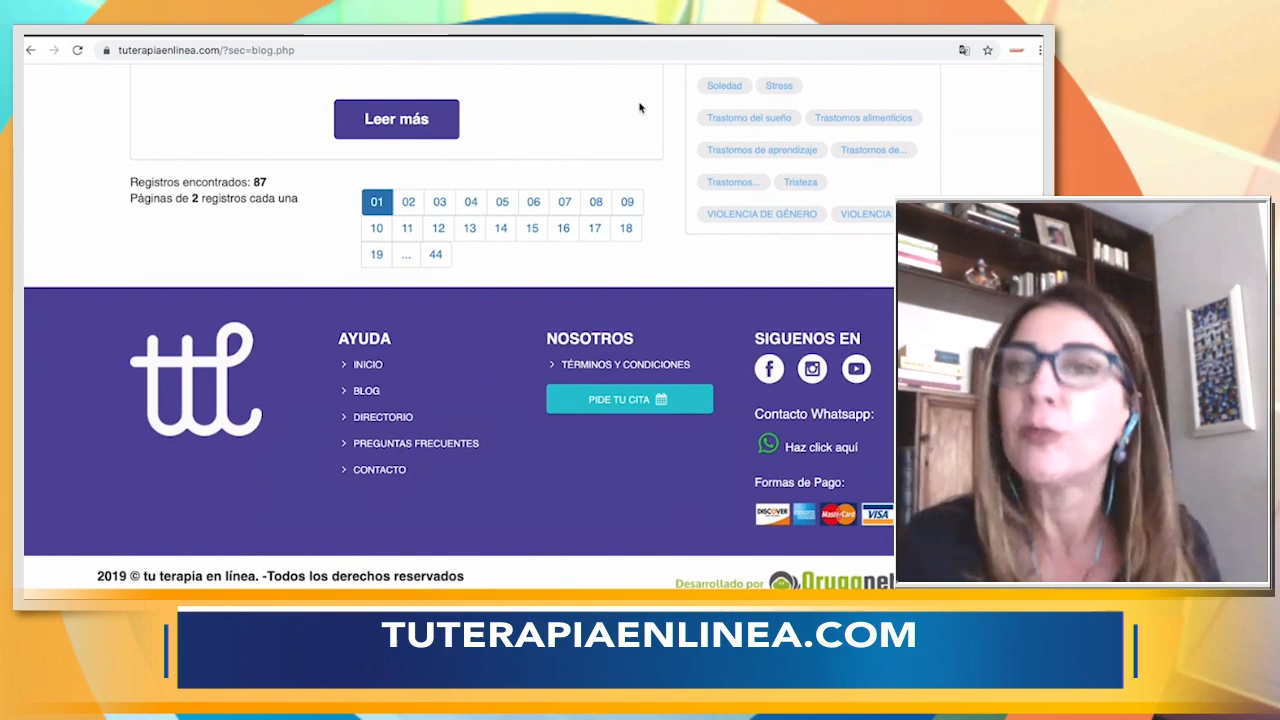 tuterapiaenlinea.com/?sec=blog.php
Soledad Stress
Leer más
Trastorno del sueño Trastornos alimenticios
Trastornos de aprendizaje Trastornos de...
Trastornos... Tristeza
VIOLENCIA DE GÉNERO VIOLENCIA
Registros encontrados: 87
Páginas de 2 registros cada una
01 02 03 04 05 06 07 08 09
10 11 12 13 14 15 16 17 18
19 ... 44
ttl
AYUDA
INICIO
BLOG
DIRECTORIO
PREGUNTAS FRECUENTES
CONTACTO
NOSOTROS
TÉRMINOS Y CONDICIONES
PIDE TU CITA
SIGUENOS EN
Contacto Whatsapp:
Haz click aquí
Formas de Pago:
DISCOVER
MasterCard
VISA
2019 © tu terapia en línea. -Todos los derechos reservados
Desarrollado por
TUTERAPIAENLINEA.COM